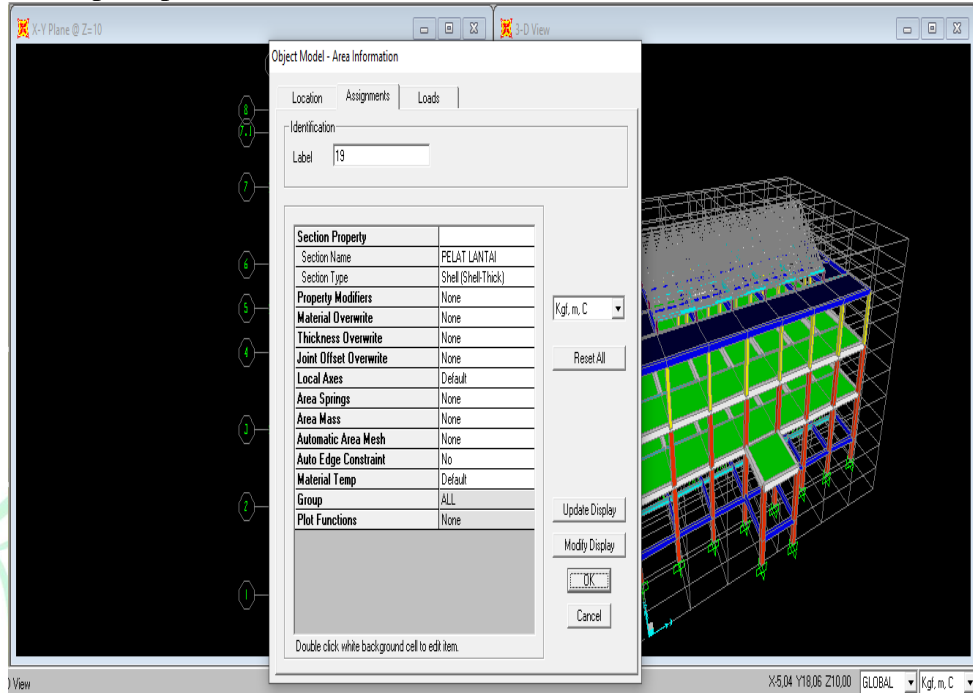 X-Y Plane @ Z=10
3-D View
Object Model - Area Information
Location Assignments Loads
Identification
Label 19
Section Property
Section Name PELAT LANTAI
Section Type Shell (Shell-Thick)
Property Modifiers None
Material Overwrite None
Thickness Overwrite None
Joint Offset Overwrite None
Local Axes Default
Area Springs None
Area Mass None
Automatic Area Mesh None
Auto Edge Constraint No
Material Temp Default
Group ALL
Plot Functions None
Kgf, m, C
Reset All
Update Display
Modify Display
OK
Cancel
Double click white background cell to edit item.
8
7.1
7
6
5
4
3
2
1
View
X-5,04 Y18,06 Z10,00 GLOBAL Kgf, m, C